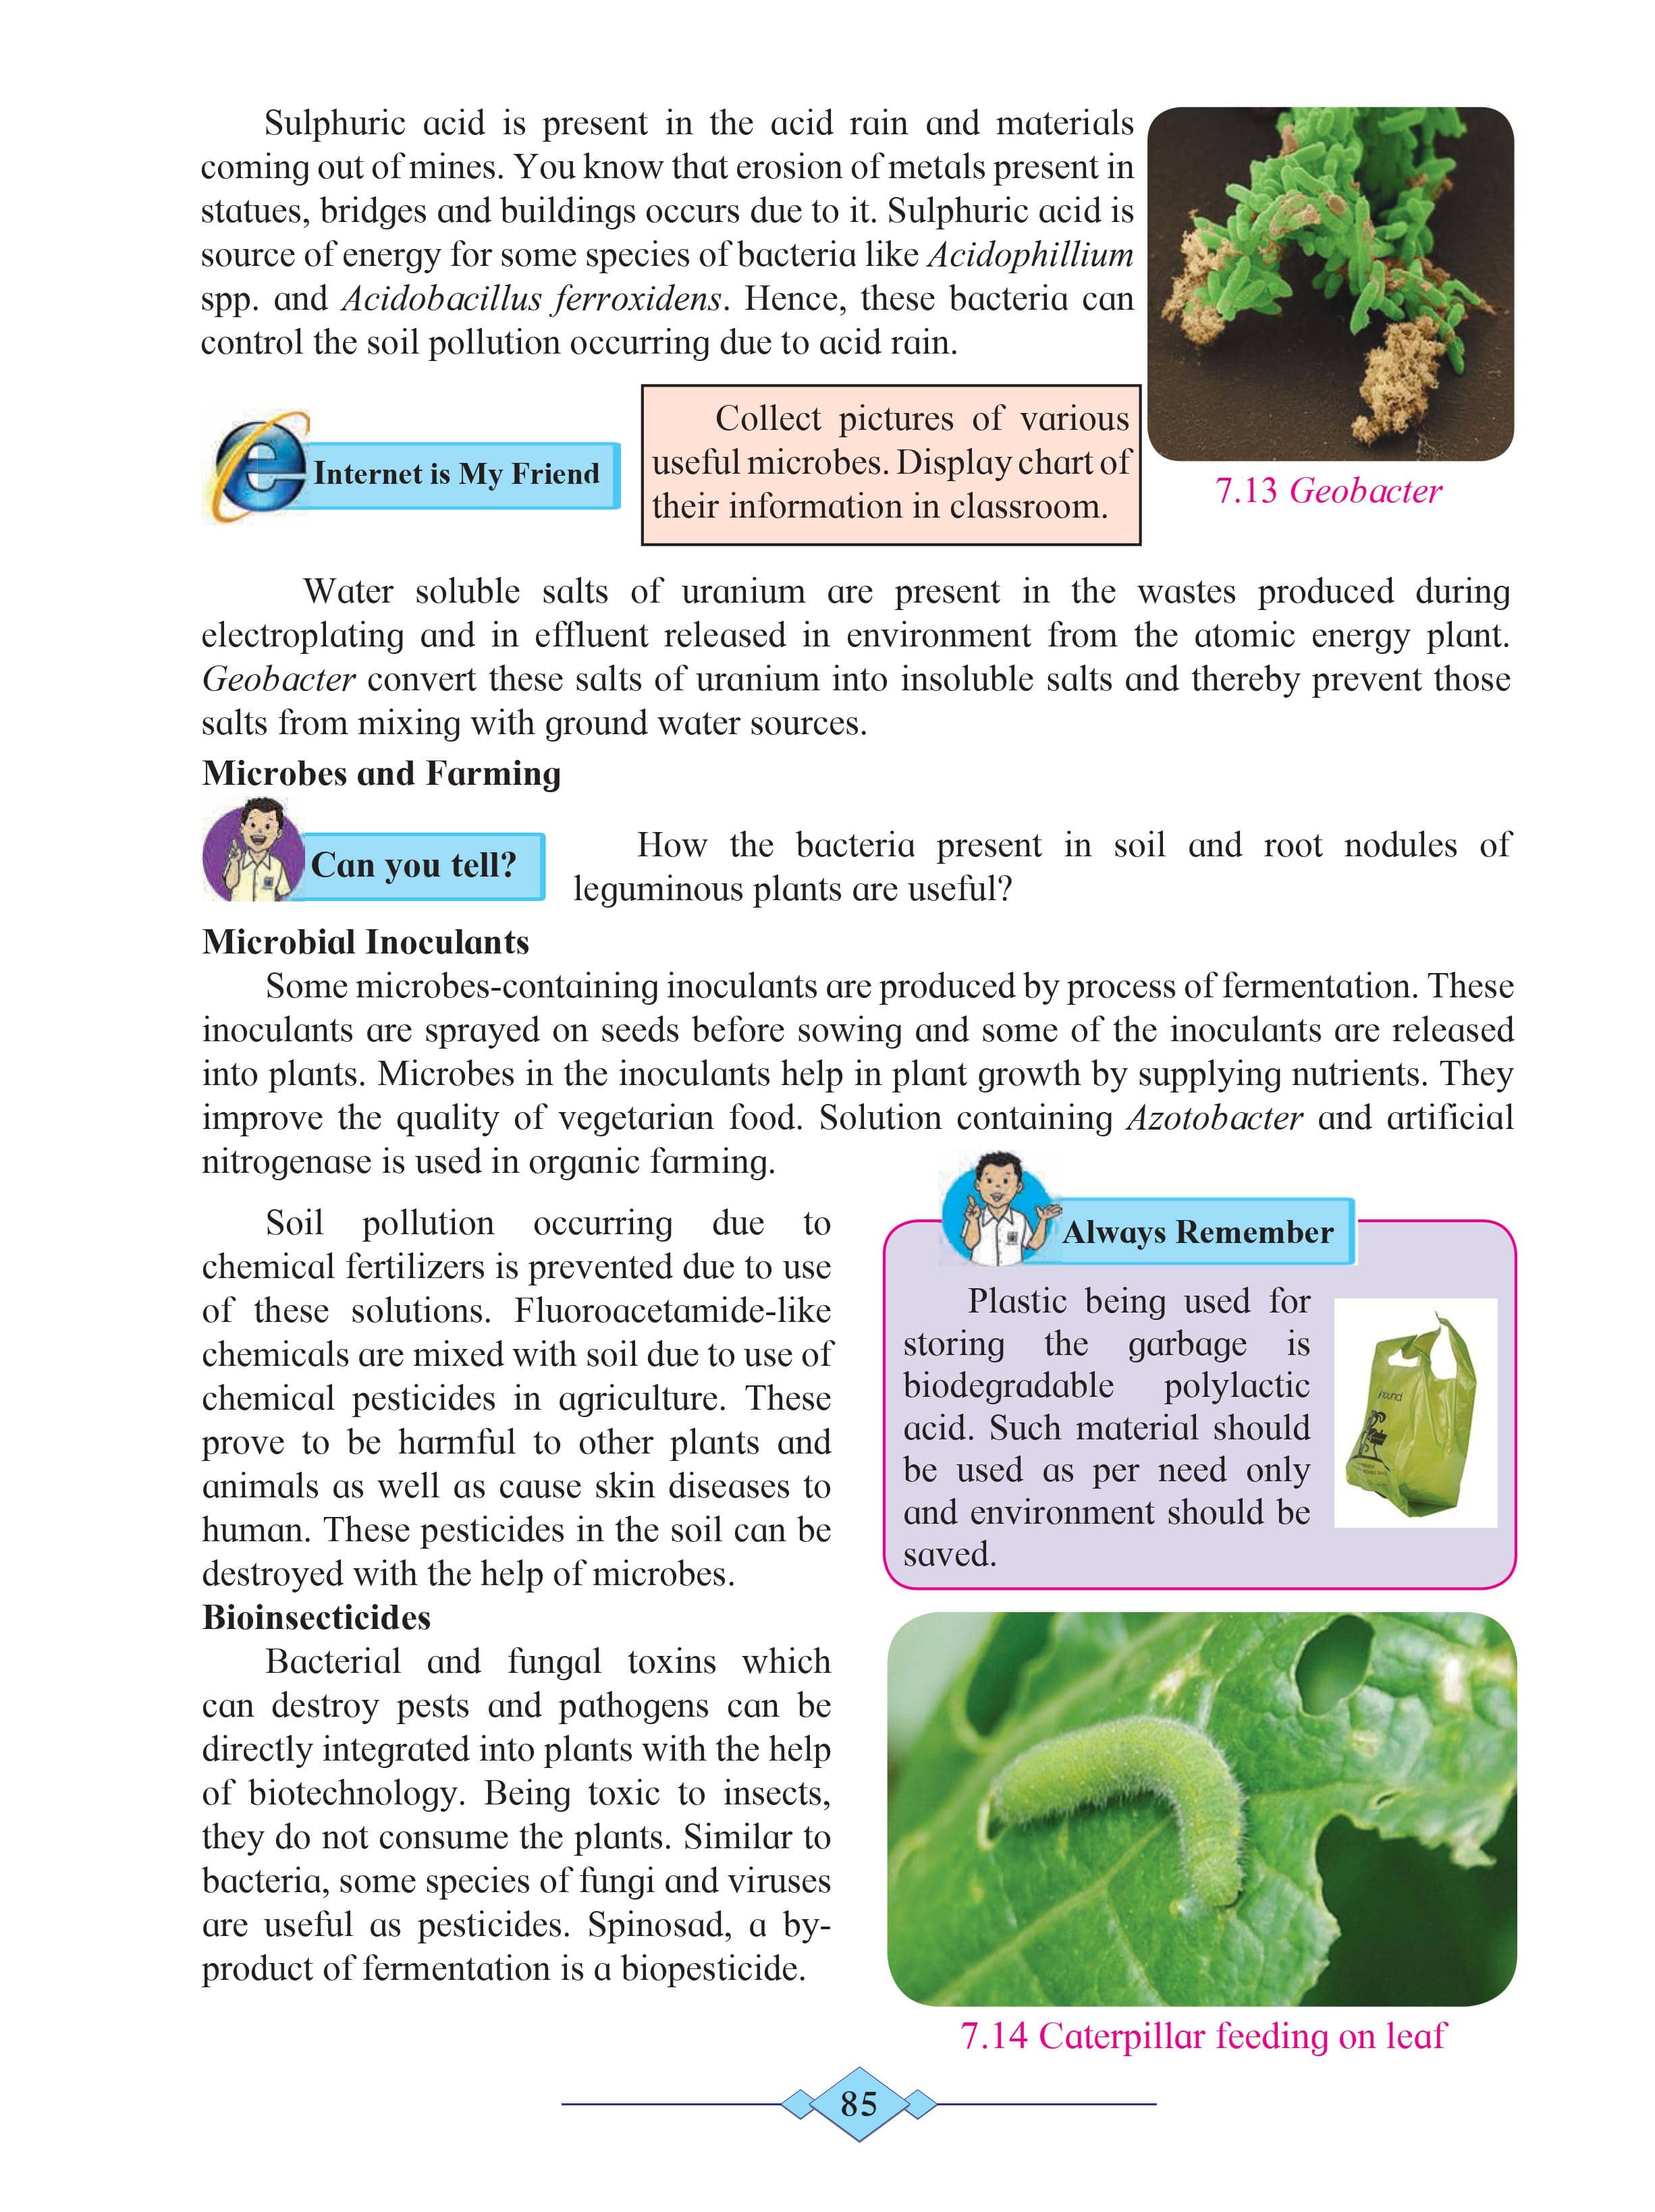 Sulphuric acid is present in the acid rain and materials
coming out of mines. You know that erosion of metals present in
statues, bridges and buildings occurs due to it. Sulphuric acid is
source of energy for some species of bacteria like Acidophillium
spp. and Acidobacillus ferroxidens. Hence, these bacteria can
control the soil pollution occurring due to acid rain.
Internet is My Friend
Collect pictures of various
useful microbes. Display chart of
their information in classroom.
7.13 Geobacter
Water soluble salts of uranium are present in the wastes produced during
electroplating and in effluent released in environment from the atomic energy plant.
Geobacter convert these salts of uranium into insoluble salts and thereby prevent those
salts from mixing with ground water sources.
Microbes and Farming
Can you tell?
How the bacteria present in soil and root nodules of
leguminous plants are useful?
Microbial Inoculants
Some microbes-containing inoculants are produced by process of fermentation. These
inoculants are sprayed on seeds before sowing and some of the inoculants are released
into plants. Microbes in the inoculants help in plant growth by supplying nutrients. They
improve the quality of vegetarian food. Solution containing Azotobacter and artificial
nitrogenase is used in organic farming.
Soil pollution occurring due to
chemical fertilizers is prevented due to use
of these solutions. Fluoroacetamide-like
chemicals are mixed with soil due to use of
chemical pesticides in agriculture. These
prove to be harmful to other plants and
animals as well as cause skin diseases to
human. These pesticides in the soil can be
destroyed with the help of microbes.
Always Remember
Plastic being used for
storing the garbage is
biodegradable polylactic
acid. Such material should
be used as per need only
and environment should be
saved.
Bioinsecticides
Bacterial and fungal toxins which
can destroy pests and pathogens can be
directly integrated into plants with the help
of biotechnology. Being toxic to insects,
they do not consume the plants. Similar to
bacteria, some species of fungi and viruses
are useful as pesticides. Spinosad, a by-
product of fermentation is a biopesticide.
7.14 Caterpillar feeding on leaf
85